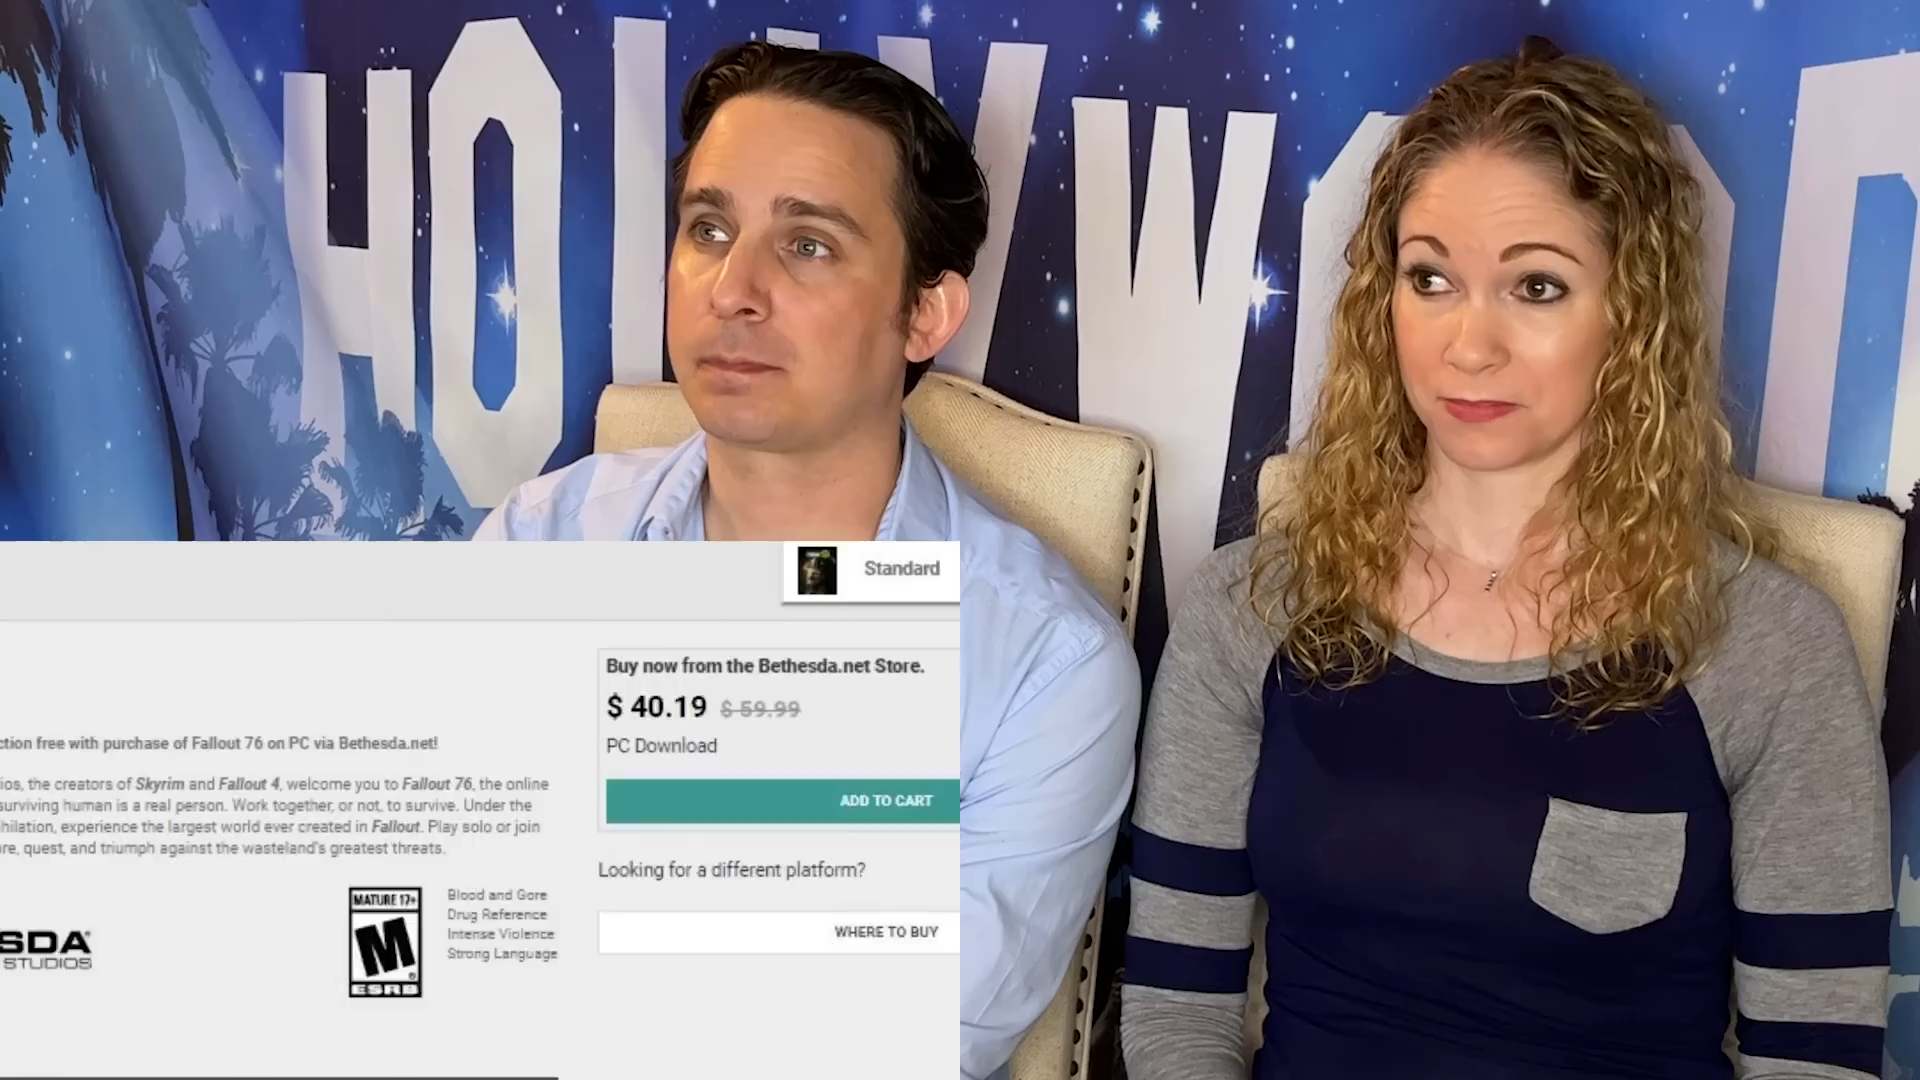 HOLLYWOOD
Standard
Buy now from the Bethesda.net Store.
$ 40.19 $ 59.99
PC Download
ction free with purchase of Fallout 76 on PC via Bethesda.net!
ios, the creators of Skyrim and Fallout 4, welcome you to Fallout 76, the online
surviving human is a real person. Work together, or not, to survive. Under the
hilation, experience the largest world ever created in Fallout. Play solo or join
re, quest, and triumph against the wasteland's greatest threats.
ADD TO CART
Looking for a different platform?
WHERE TO BUY
SDA
STUDIOS
MATURE 17+
M
ESRB
Blood and Gore
Drug Reference
Intense Violence
Strong Language